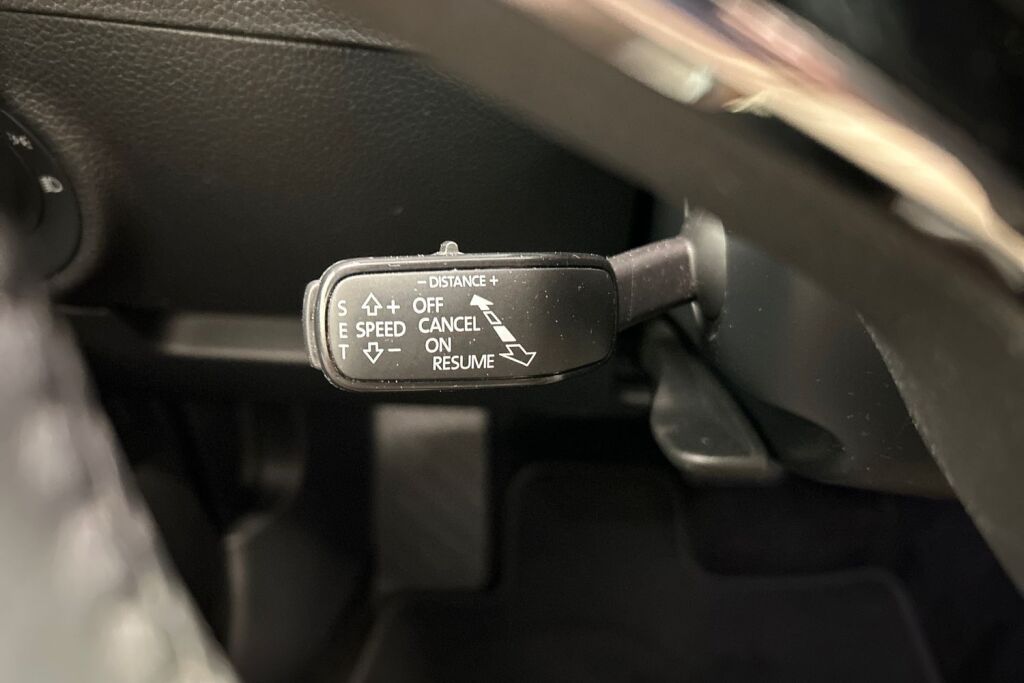 − DISTANCE +
S + OFF
E SPEED CANCEL
T − ON
RESUME